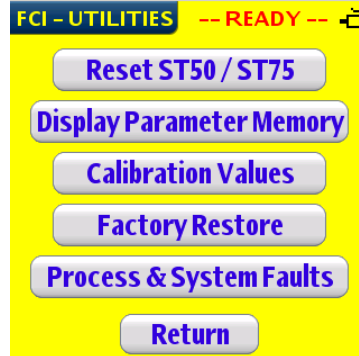 FCI - UTILITIES -- READY --
Reset ST50 / ST75
Display Parameter Memory
Calibration Values
Factory Restore
Process & System Faults
Return